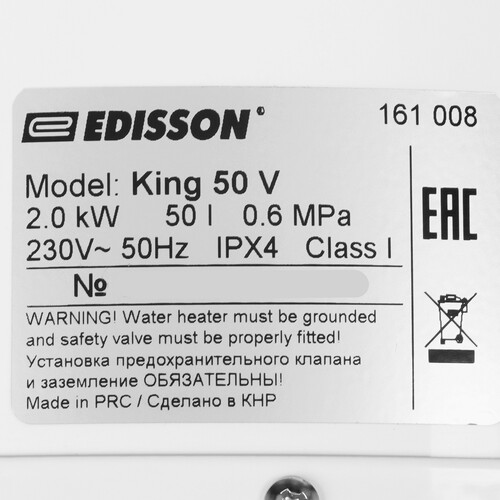 EDISSON® 161 008
Model: King 50 V
2.0 kW 50 l 0.6 MPa
230V~ 50Hz IPX4 Class I
EAC
№
WARNING! Water heater must be grounded
and safety valve must be properly fitted!
Установка предохранительного клапана
и заземление ОБЯЗАТЕЛЬНЫ!
Made in PRC / Сделано в КНР